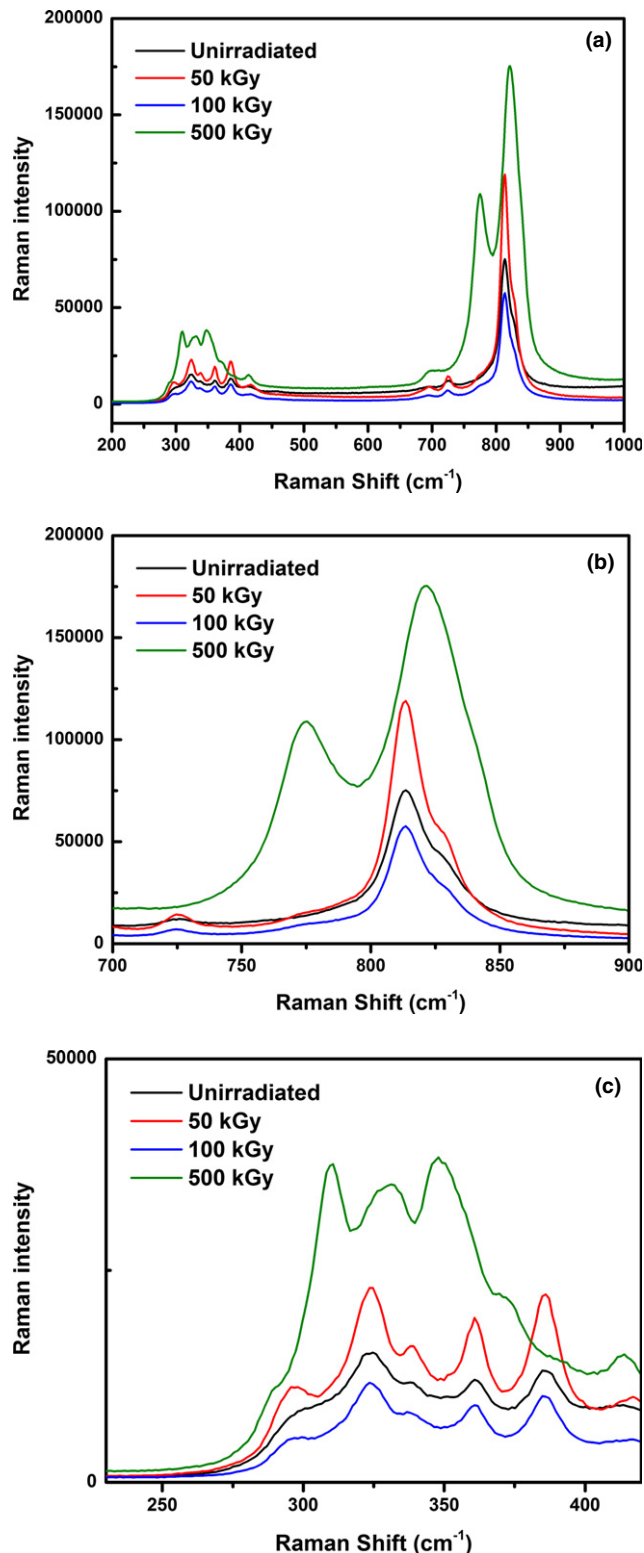 (a)
Unirradiated
50 kGy
100 kGy
500 kGy
200000
150000
100000
50000
0
Raman intensity
200 300 400 500 600 700 800 900 1000
Raman Shift (cm⁻¹)
(b)
Unirradiated
50 kGy
100 kGy
500 kGy
200000
150000
100000
50000
0
Raman intensity
700 750 800 850 900
Raman Shift (cm⁻¹)
(c)
Unirradiated
50 kGy
100 kGy
500 kGy
50000
0
Raman intensity
250 300 350 400
Raman Shift (cm⁻¹)